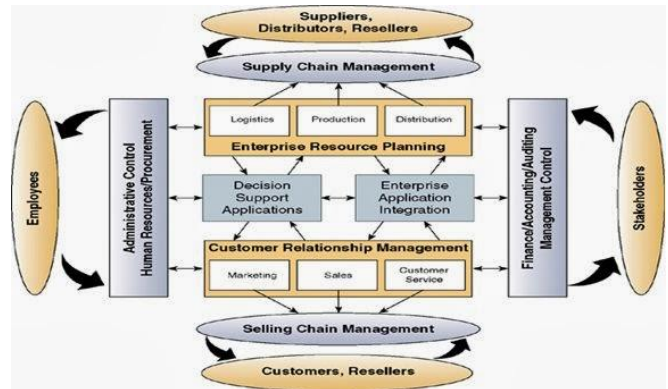 Suppliers,
Distributors, Resellers
Supply Chain Management
Logistics
Production
Distribution
Enterprise Resource Planning
Employees
Administrative Control
Human Resources/Procurement
Decision
Support
Applications
Enterprise
Application
Integration
Finance/Accounting/Auditing
Management Control
Stakeholders
Customer Relationship Management
Marketing
Sales
Customer
Service
Selling Chain Management
Customers, Resellers